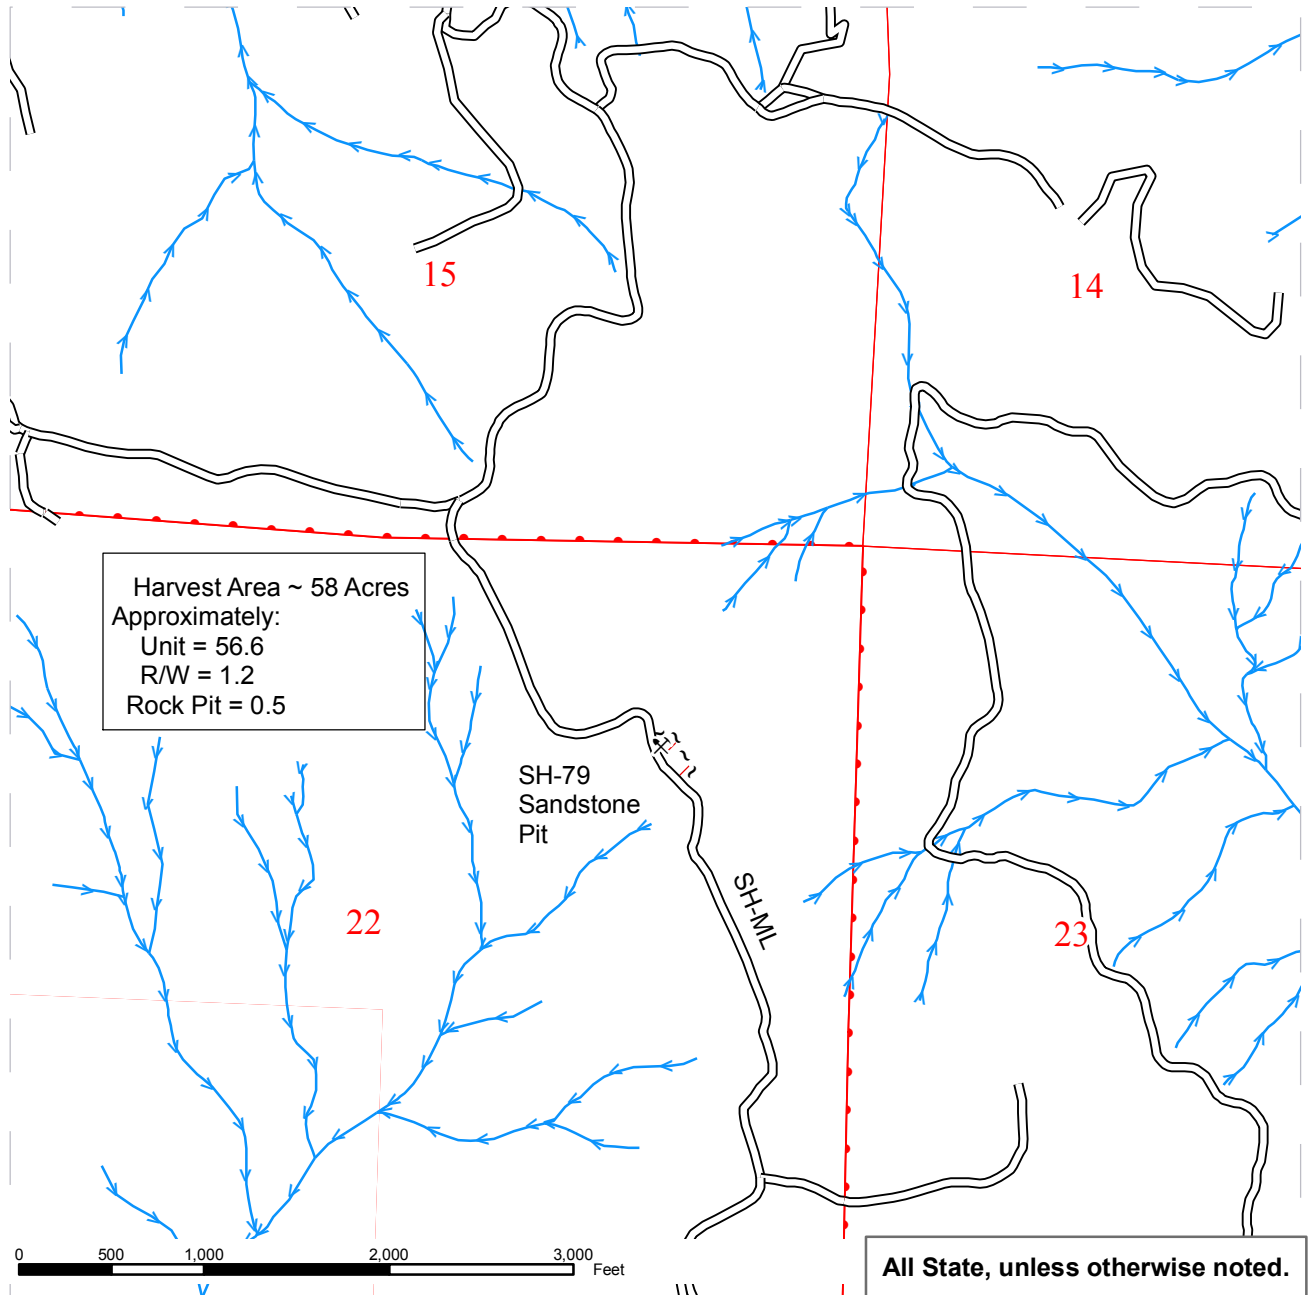 15
14
Harvest Area ~ 58 Acres
Approximately:
Unit = 56.6
R/W = 1.2
Rock Pit = 0.5
SH-79
Sandstone
Pit
SH-ML
22
23
0 500 1,000 2,000 3,000
Feet
All State, unless otherwise noted.